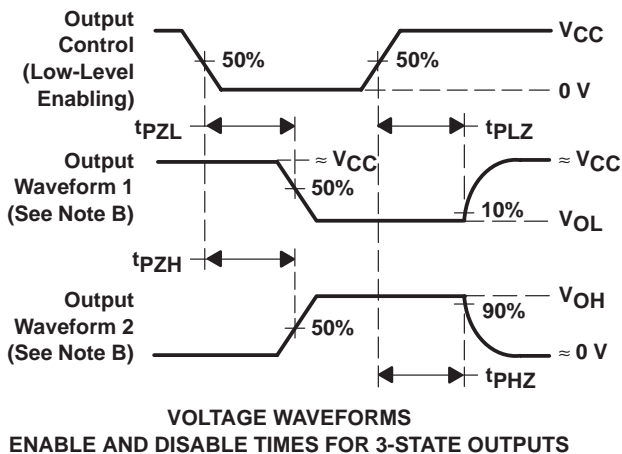 Output
Control
(Low-Level
Enabling)
50%
50%
VCC
0 V
tPZL
tPLZ
Output
Waveform 1
(See Note B)
≈ VCC
50%
≈ VCC
10%
VOL
tPZH
Output
Waveform 2
(See Note B)
50%
VOH
90%
≈ 0 V
tPHZ
VOLTAGE WAVEFORMS
ENABLE AND DISABLE TIMES FOR 3-STATE OUTPUTS